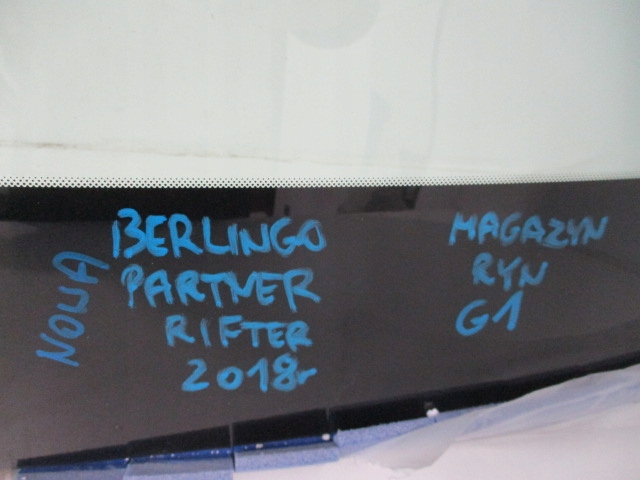 NOWA
BERLINGO
PARTNER
RIFTER
2018r
MAGAZYN
RYN
G1